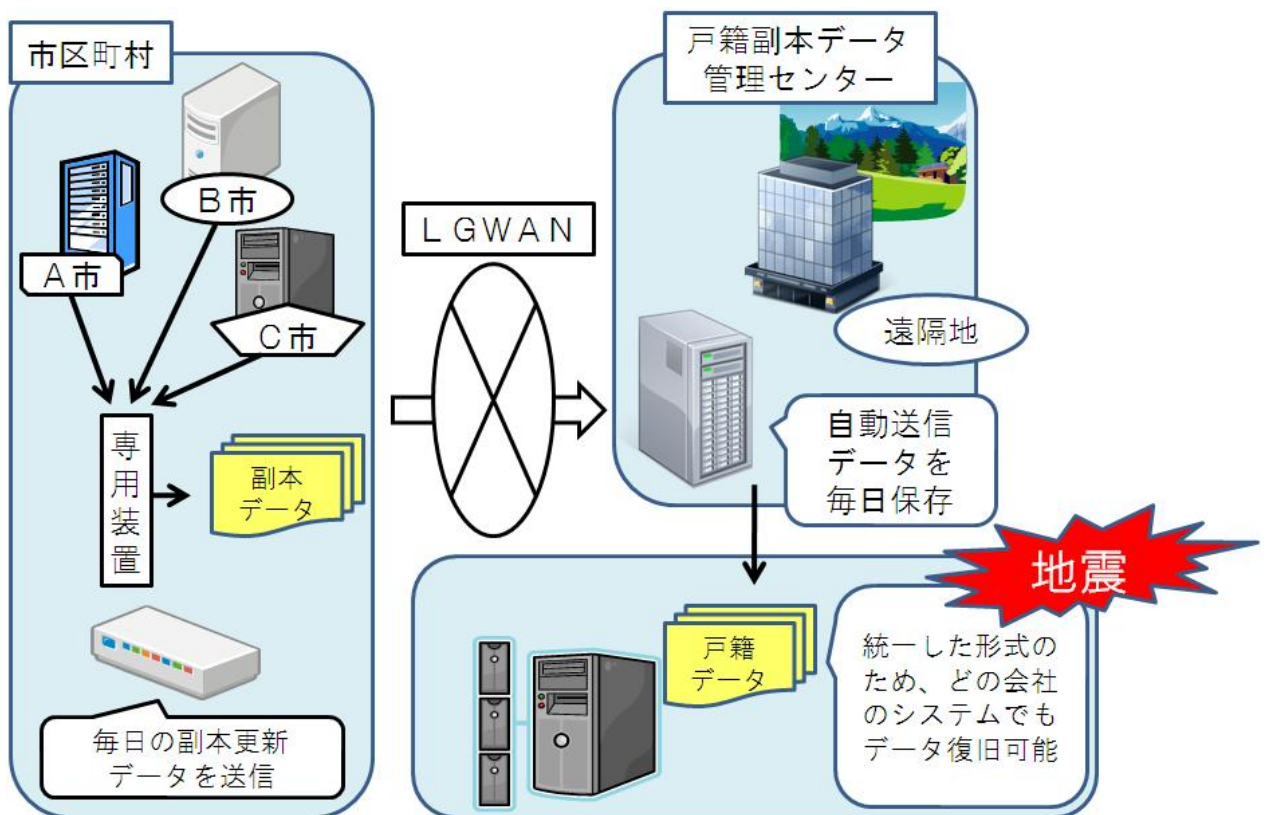 市区町村
B市
A市
C市
専用装置
副本
データ
毎日の副本更新
データを送信
LGWAN
戸籍副本データ
管理センター
遠隔地
自動送信
データを
毎日保存
地震
戸籍
データ
統一した形式の
ため、どの会社
のシステムでも
データ復旧可能